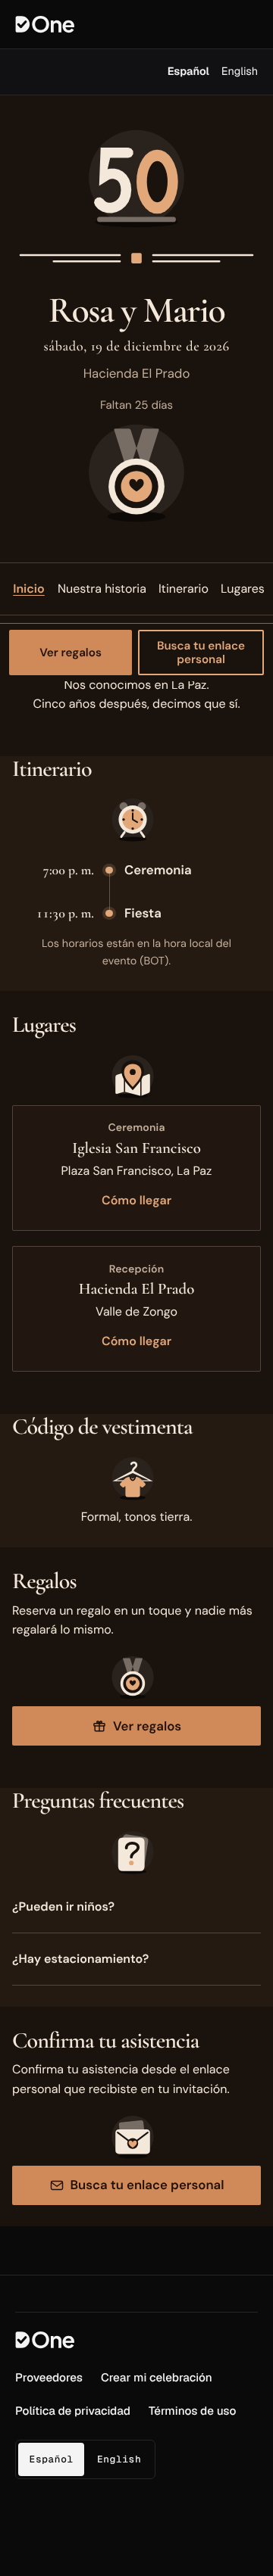 One
Español English
50
Rosa y Mario
sábado, 19 de diciembre de 2026
Hacienda El Prado
Faltan 25 días
Inicio Nuestra historia Itinerario Lugares
Ver regalos
Busca tu enlace
personal
Nos conocimos en La Paz.
Cinco años después, decimos que sí.
Itinerario
7:00 p. m. Ceremonia
11:30 p. m. Fiesta
Los horarios están en la hora local del
evento (BOT).
Lugares
Ceremonia
Iglesia San Francisco
Plaza San Francisco, La Paz
Cómo llegar
Recepción
Hacienda El Prado
Valle de Zongo
Cómo llegar
Código de vestimenta
Formal, tonos tierra.
Regalos
Reserva un regalo en un toque y nadie más
regalará lo mismo.
Ver regalos
Preguntas frecuentes
?
¿Pueden ir niños?
¿Hay estacionamiento?
Confirma tu asistencia
Confirma tu asistencia desde el enlace
personal que recibiste en tu invitación.
Busca tu enlace personal
One
Proveedores Crear mi celebración
Política de privacidad Términos de uso
Español English